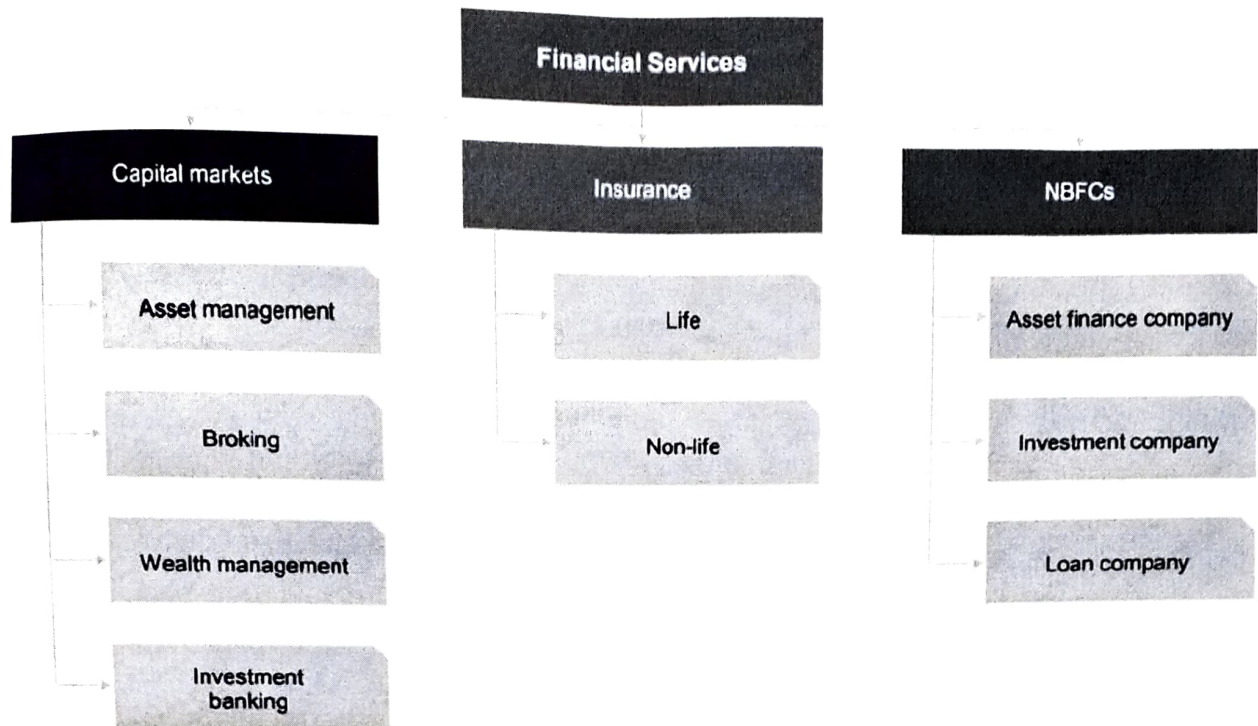 Financial Services
Capital markets
Insurance
NBFCs
Asset management
Life
Asset finance company
Broking
Non-life
Investment company
Wealth management
Loan company
Investment
banking